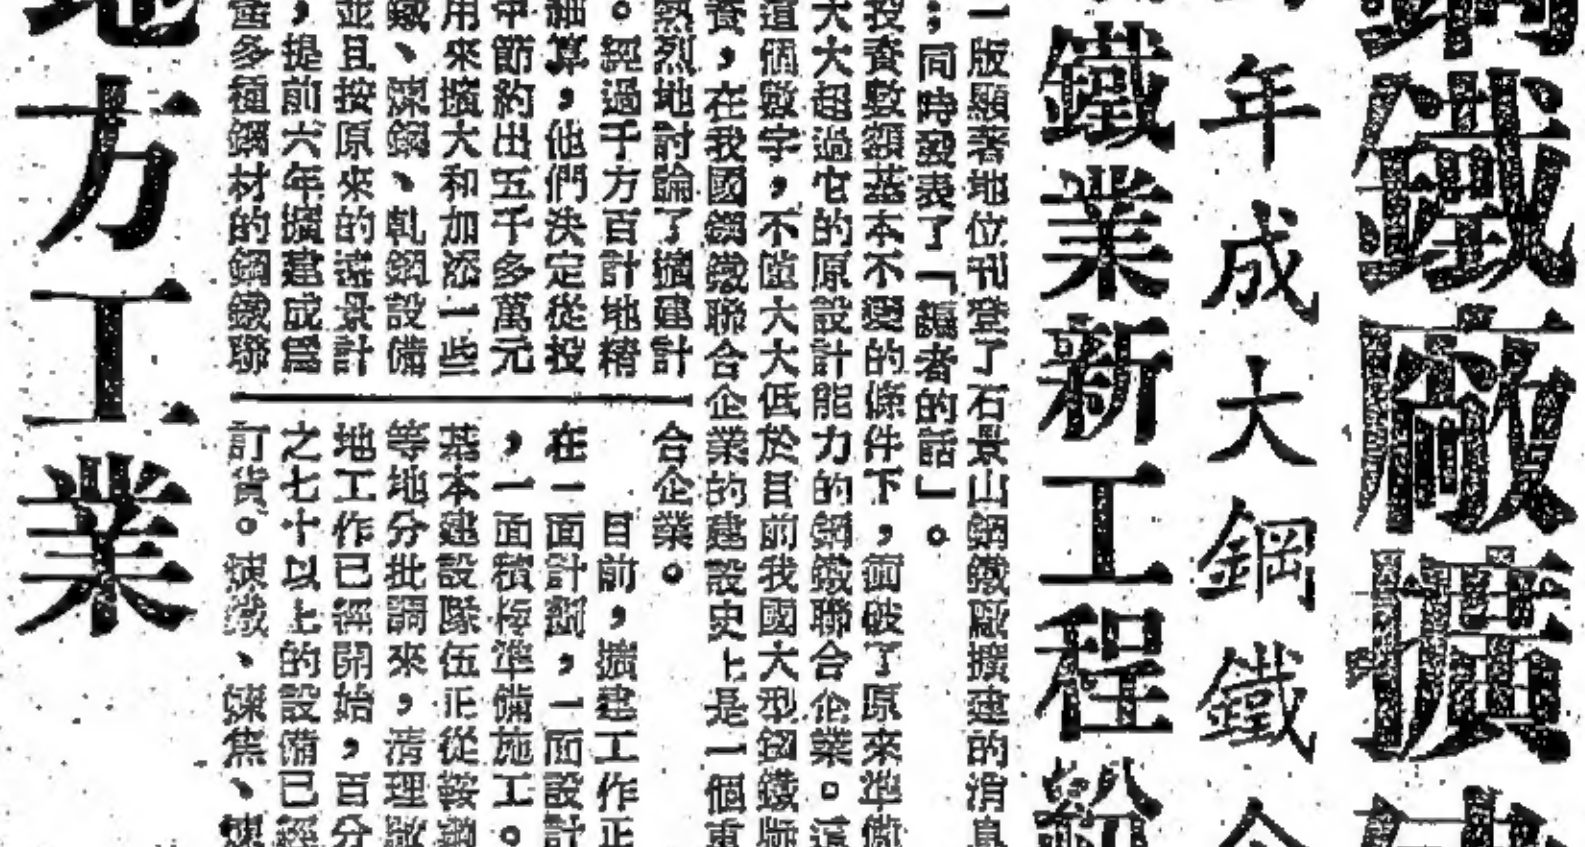 鋼鐵廠擴建
年成大鋼鐵企
鐵業新工程紛
一版顯著地位刊登了石景山鋼鐵廠擴建的消息
；同時發表了「讀者的話」。
投資數額基本不變的條件下，衝破了原來準備
大大超過它的原設計能力的鋼鐵聯合企業。這
這個數字，不僅大大低於目前我國大型鋼鐵聯
資，在我國鋼鐵聯合企業的建設史上是一個重
熱烈地討論了擴建計
。經過千方百計地精
細算，他們決定從投
中節約出五千多萬元
用來擴大和加添一些
鐵、煉鋼、軋鋼設備
並且按原來的遠景計
，提前六年擴建成爲
多種鋼材的鋼鐵聯
合企業。
目前，擴建工作正
在一面計劃，一面設計
，一面積極準備施工。
基本建設隊伍正從鞍鋼
等地分批調來，清理
地工作已經開始，百分
之七十以上的設備已經
訂貨。煉鐵、煉焦、煉
地方工業